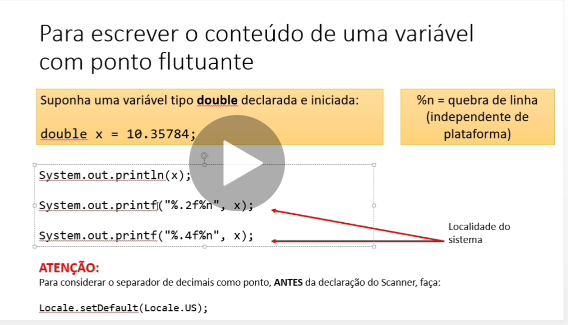 Para escrever o conteúdo de uma variável
com ponto flutuante
Suponha uma variável tipo double declarada e iniciada:
double x = 10.35784;
%n = quebra de linha
(independente de
plataforma)
System.out.println(x);
System.out.printf("%.2f%n", x);
System.out.printf("%.4f%n", x);
Localidade do
sistema
ATENÇÃO:
Para considerar o separador de decimais como ponto, ANTES da declaração do Scanner, faça:
Locale.setDefault(Locale.US);